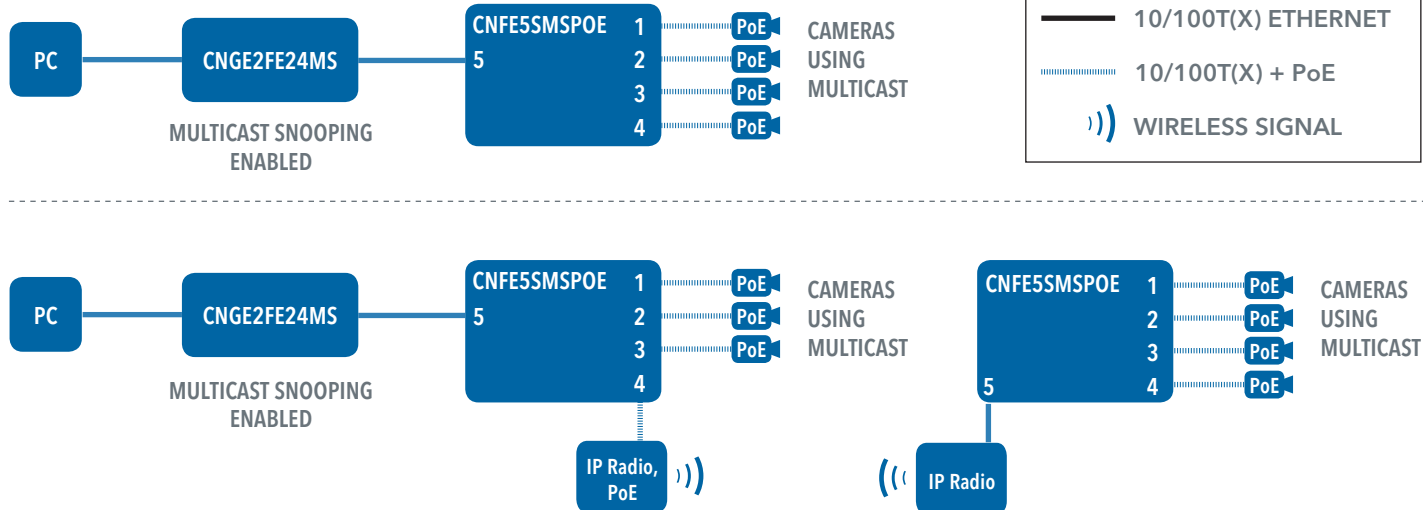 PC
CNGE2FE24MS
MULTICAST SNOOPING
ENABLED
CNFE5SMSPOE
5
1
2
3
4
PoE
PoE
PoE
PoE
CAMERAS
USING
MULTICAST
10/100T(X) ETHERNET
10/100T(X) + PoE
WIRELESS SIGNAL
PC
CNGE2FE24MS
MULTICAST SNOOPING
ENABLED
CNFE5SMSPOE
5
1
2
3
4
PoE
PoE
PoE
CAMERAS
USING
MULTICAST
IP Radio,
PoE
CNFE5SMSPOE
5
1
2
3
4
PoE
PoE
PoE
PoE
CAMERAS
USING
MULTICAST
IP Radio